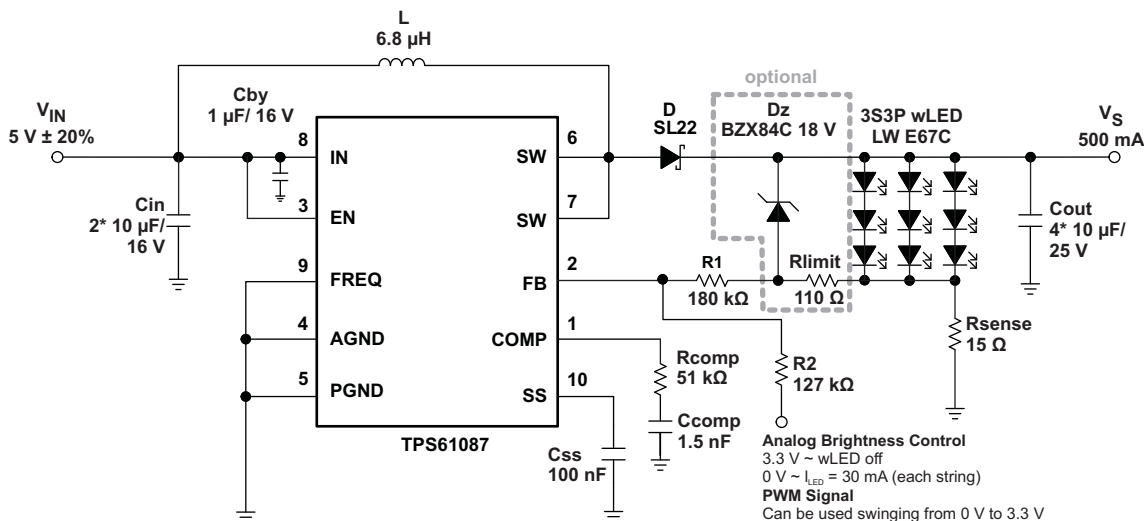 L
6.8 µH
optional
VIN
5 V ± 20%
Cby
1 µF/ 16 V
D
SL22
Dz
BZX84C 18 V
3S3P wLED
LW E67C
VS
500 mA
8
IN
SW
6
Cin
2* 10 µF/
16 V
3
EN
SW
7
Cout
4* 10 µF/
25 V
9
FREQ
FB
2
R1
180 kΩ
Rlimit
110 Ω
4
AGND
COMP
1
Rcomp
51 kΩ
R2
127 kΩ
Rsense
15 Ω
5
PGND
SS
10
Ccomp
1.5 nF
TPS61087
Css
100 nF
Analog Brightness Control
3.3 V ~ wLED off
0 V ~ ILED = 30 mA (each string)
PWM Signal
Can be used swinging from 0 V to 3.3 V